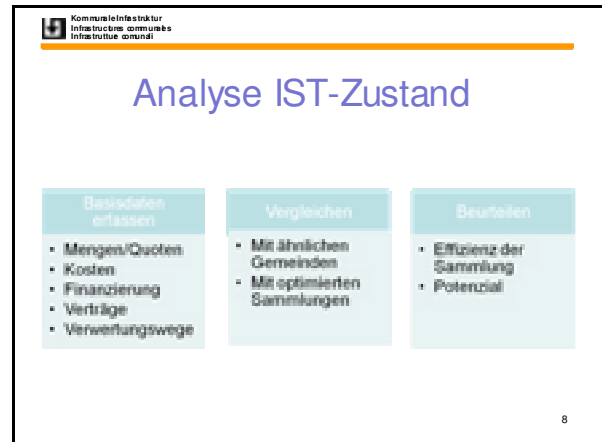 Kommunale Infrastruktur
Infrastructures communales
Infrastrutture comunali
Analyse IST-Zustand
Basisdaten
erfassen
• Mengen/Quoten
• Kosten
• Finanzierung
• Verträge
• Verwertungswege
Vergleichen
• Mit ähnlichen
Gemeinden
• Mit optimierten
Sammlungen
Beurteilen
• Effizienz der
Sammlung
• Potenzial
8